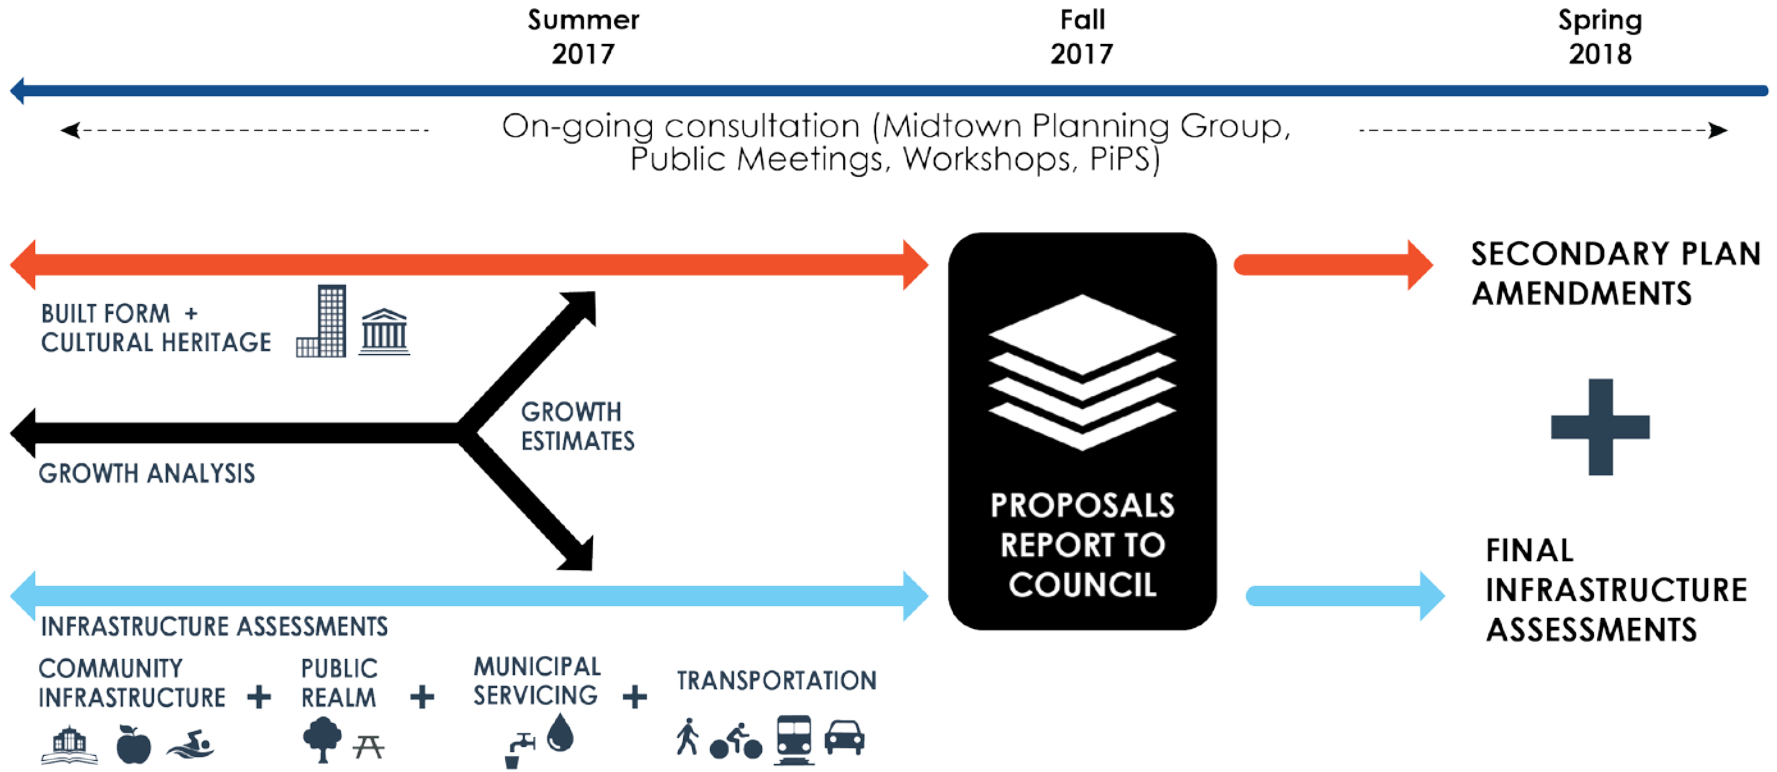 Summer
2017
Fall
2017
Spring
2018
On-going consultation (Midtown Planning Group,
Public Meetings, Workshops, PiPS)
BUILT FORM +
CULTURAL HERITAGE
GROWTH
ESTIMATES
GROWTH ANALYSIS
INFRASTRUCTURE ASSESSMENTS
COMMUNITY
INFRASTRUCTURE
+
PUBLIC
REALM
+
MUNICIPAL
SERVICING
+
TRANSPORTATION
PROPOSALS
REPORT TO
COUNCIL
SECONDARY PLAN
AMENDMENTS
+
FINAL
INFRASTRUCTURE
ASSESSMENTS